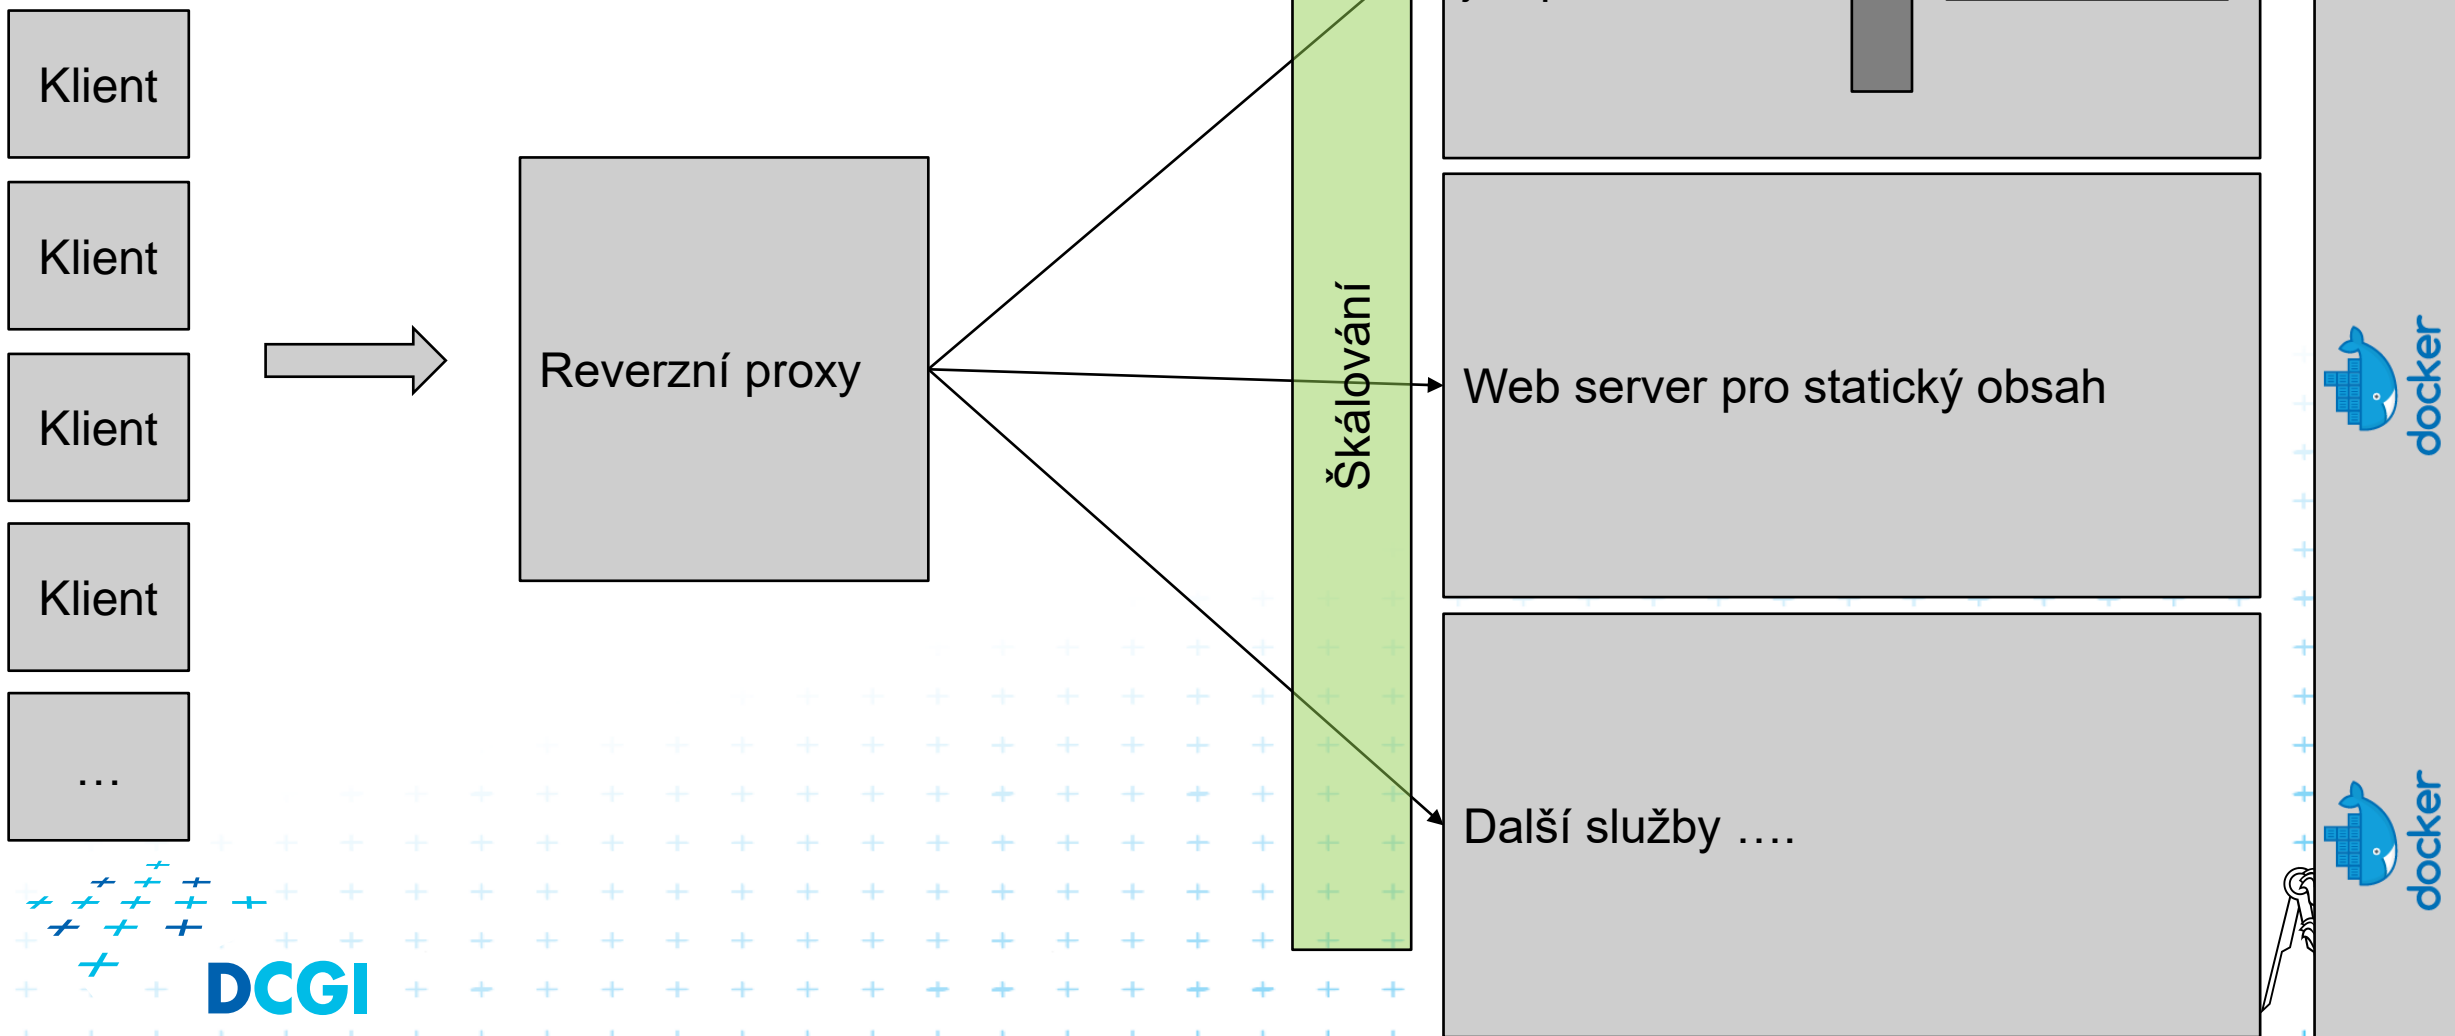 Klient
Klient
Klient
Klient
…
Reverzní proxy
Škálování
Web server pro statický obsah
Další služby ….
docker
docker
DCGI